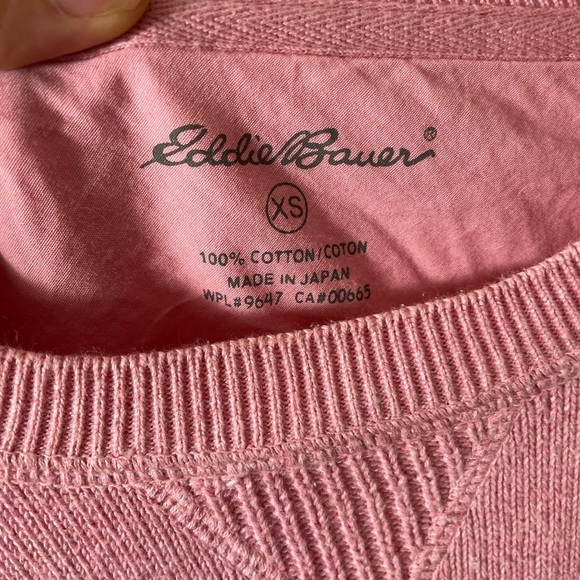 Eddie Bauer®
XS
100% COTTON/COTON
MADE IN JAPAN
WPL#9647 CA#00665